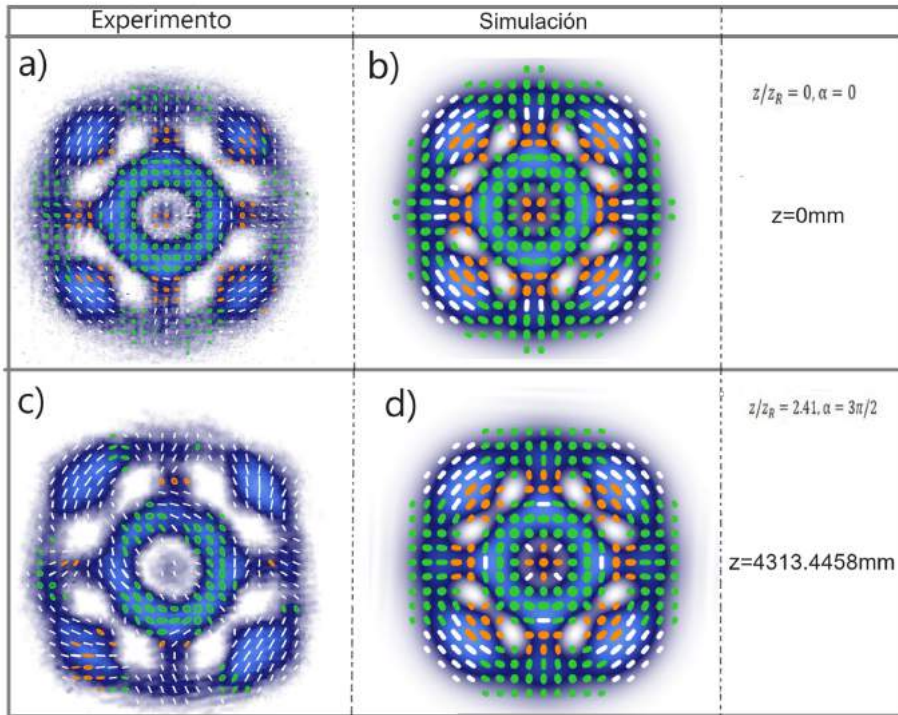 Experimento
Simulación
a)
b)
z/z_R = 0, α = 0
z=0mm
c)
d)
z/z_R = 2.41, α = 3π/2
z=4313.4458mm